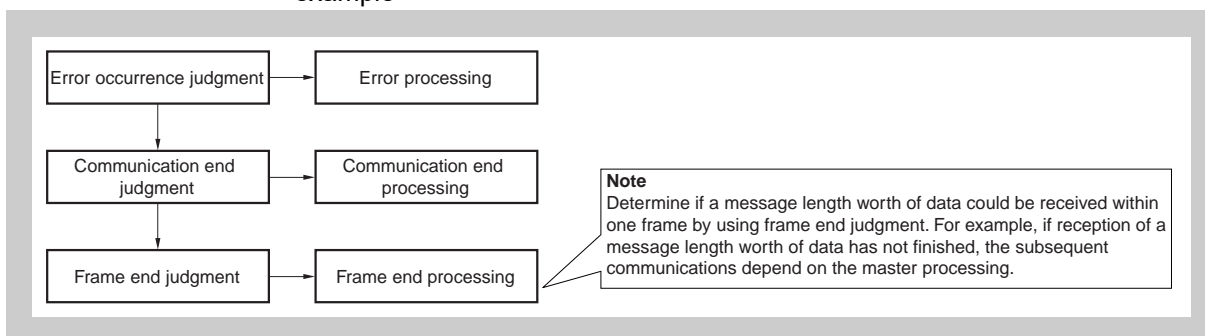 example
Error occurrence judgment
Error processing
Communication end
judgment
Communication end
processing
Note
Determine if a message length worth of data could be received within
one frame by using frame end judgment. For example, if reception of a
message length worth of data has not finished, the subsequent
communications depend on the master processing.
Frame end judgment
Frame end processing